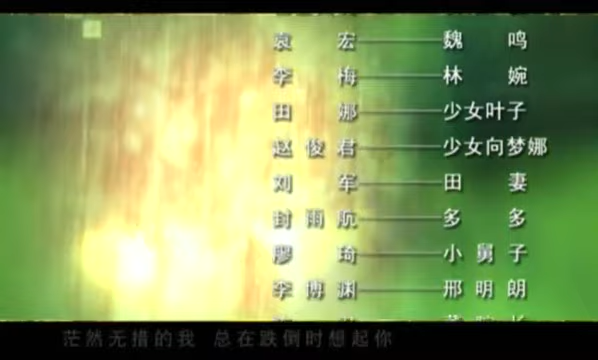 袁宏——魏鸣
李梅——林婉
田娜——少女叶子
赵俊君——少女向梦娜
刘军——田妻
封雨航——多多
廖琦——小舅子
李博渊——邢明朗
茫然无措的我 总在跌倒时想起你